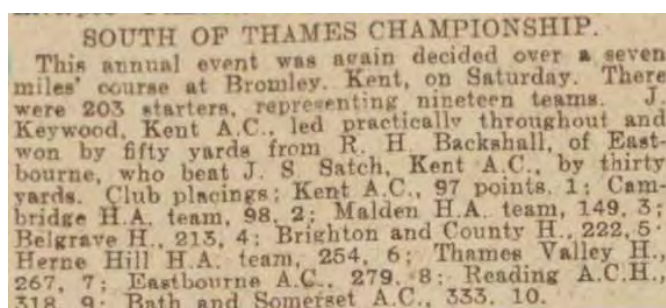 SOUTH OF THAMES CHAMPIONSHIP.
This annual event was again decided over a seven
miles' course at Bromley, Kent, on Saturday. There
were 203 starters, representing nineteen teams. J.
Keywood, Kent A.C., led practically throughout and
won by fifty yards from R. H. Backshall, of East-
bourne, who beat J. S. Satch, Kent A.C., by thirty
yards. Club placings: Kent A.C., 97 points, 1; Cam-
bridge H.A. team, 98, 2; Malden H.A. team, 149, 3;
Belgrave H., 213, 4; Brighton and County H., 222, 5;
Herne Hill H.A. team, 254, 6; Thames Valley H.,
267, 7; Eastbourne A.C., 279, 8; Reading A.C.H.,
318, 9; Bath and Somerset A.C., 333, 10.